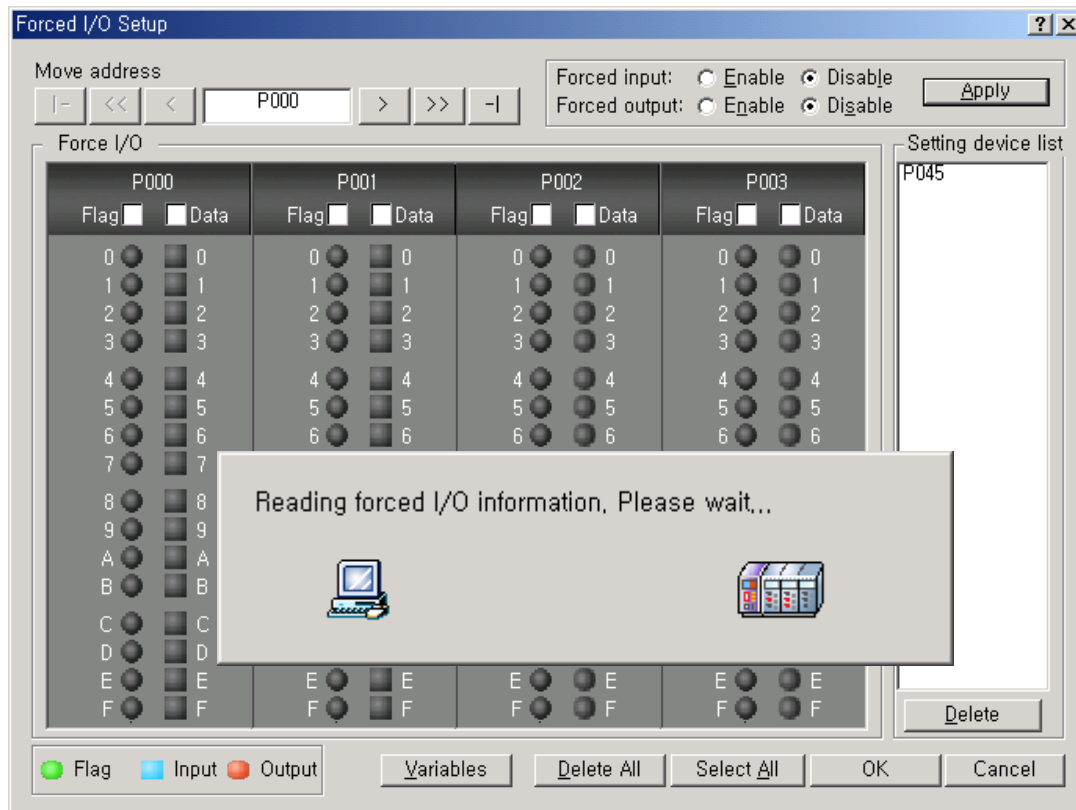 Forced I/O Setup
Move address
|- << < P000 > >> -|
Forced input: Enable Disable
Forced output: Enable Disable
Apply
Force I/O
Setting device list
P000 P001 P002 P003
P045
Flag Data Flag Data Flag Data Flag Data
0 0 0 0 0 0 0 0
1 1 1 1 1 1 1 1
2 2 2 2 2 2 2 2
3 3 3 3 3 3 3 3
4 4 4 4 4 4 4 4
5 5 5 5 5 5 5 5
6 6 6 6 6 6 6 6
7 7
8 8
9 9
A A
B B
C C
D D
Reading forced I/O information, Please wait...
E E E E E E E E
F F F F F F F F
Delete
Flag Input Output
Variables Delete All Select All OK Cancel